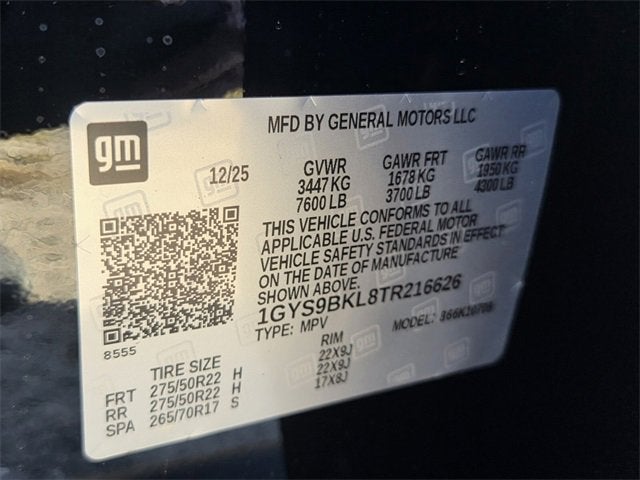 gm
MFD BY GENERAL MOTORS LLC
12/25
GVWR
3447 KG
7600 LB
GAWR FRT
1678 KG
3700 LB
GAWR RR
1950 KG
4300 LB
THIS VEHICLE CONFORMS TO ALL
APPLICABLE U.S. FEDERAL MOTOR
VEHICLE SAFETY STANDARDS IN EFFECT
ON THE DATE OF MANUFACTURE
SHOWN ABOVE.
1GYS9BKL8TR216626
TYPE: MPV
MODEL:
8555
TIRE SIZE
RIM
FRT 275/50R22 H 22X9J
RR 275/50R22 H 22X9J
SPA 265/70R17 S 17X8J